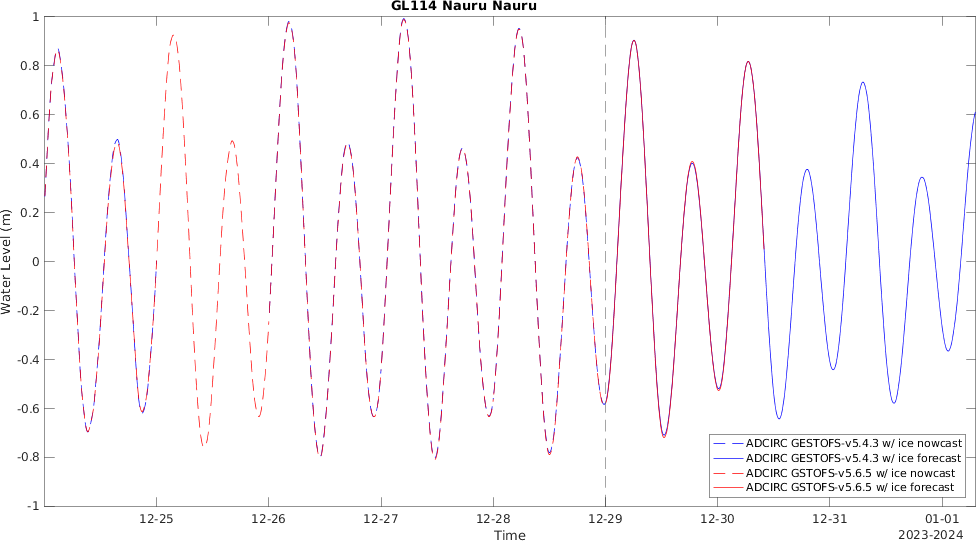 GL114 Nauru Nauru
1
0.8
0.6
0.4
0.2
0
-0.2
-0.4
-0.6
-0.8
-1
Water Level (m)
ADCIRC GESTOFS-v5.4.3 w/ ice nowcast
ADCIRC GESTOFS-v5.4.3 w/ ice forecast
ADCIRC GSTOFS-v5.6.5 w/ ice nowcast
ADCIRC GSTOFS-v5.6.5 w/ ice forecast
12-25 12-26 12-27 12-28 12-29 12-30 12-31 01-01
Time
2023-2024